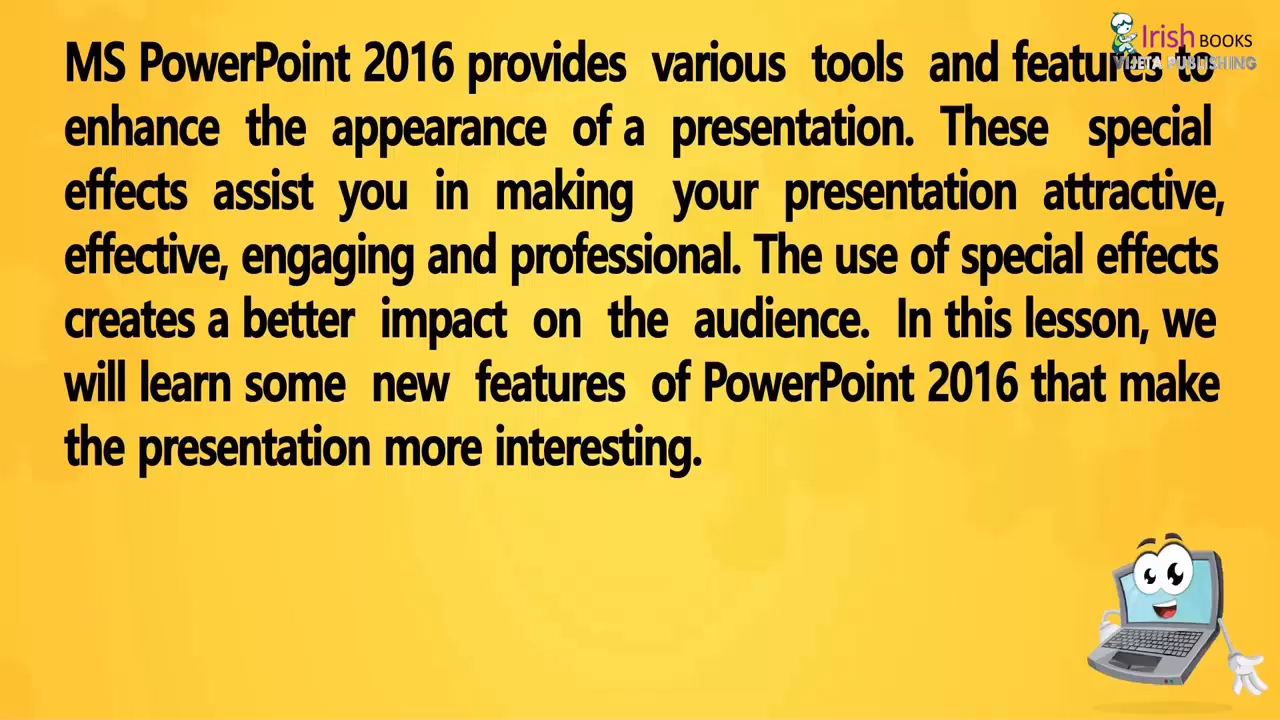 Irish BOOKS
VIJETA PUBLISHING
MS PowerPoint 2016 provides various tools and features to
enhance the appearance of a presentation. These special
effects assist you in making your presentation attractive,
effective, engaging and professional. The use of special effects
creates a better impact on the audience. In this lesson, we
will learn some new features of PowerPoint 2016 that make
the presentation more interesting.